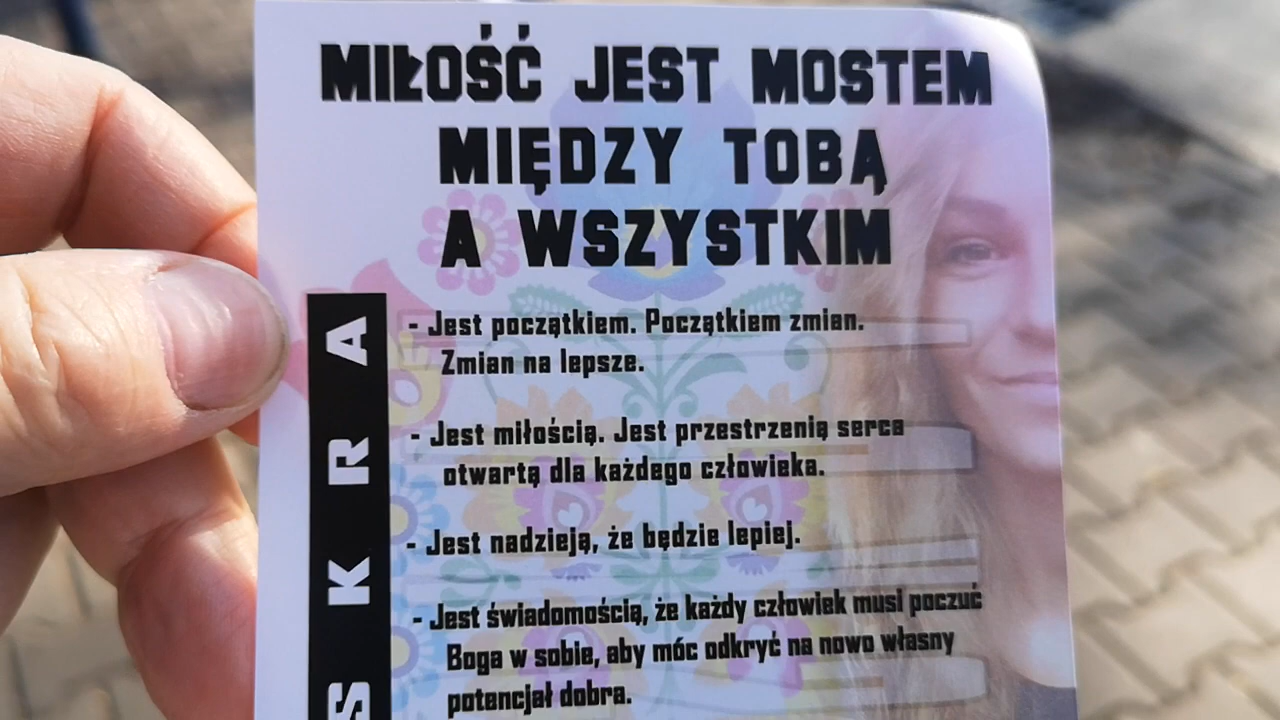 MIŁOŚĆ JEST MOSTEM
MIĘDZY TOBĄ
A WSZYSTKIM
- Jest początkiem. Początkiem zmian.
Zmian na lepsze.
- Jest miłością. Jest przestrzenią serca
otwartą dla każdego człowieka.
- Jest nadzieją, że będzie lepiej.
- Jest świadomością, że każdy człowiek musi poczuć
Boga w sobie, aby móc odkryć na nowo własny
potencjał dobra.
SKRA